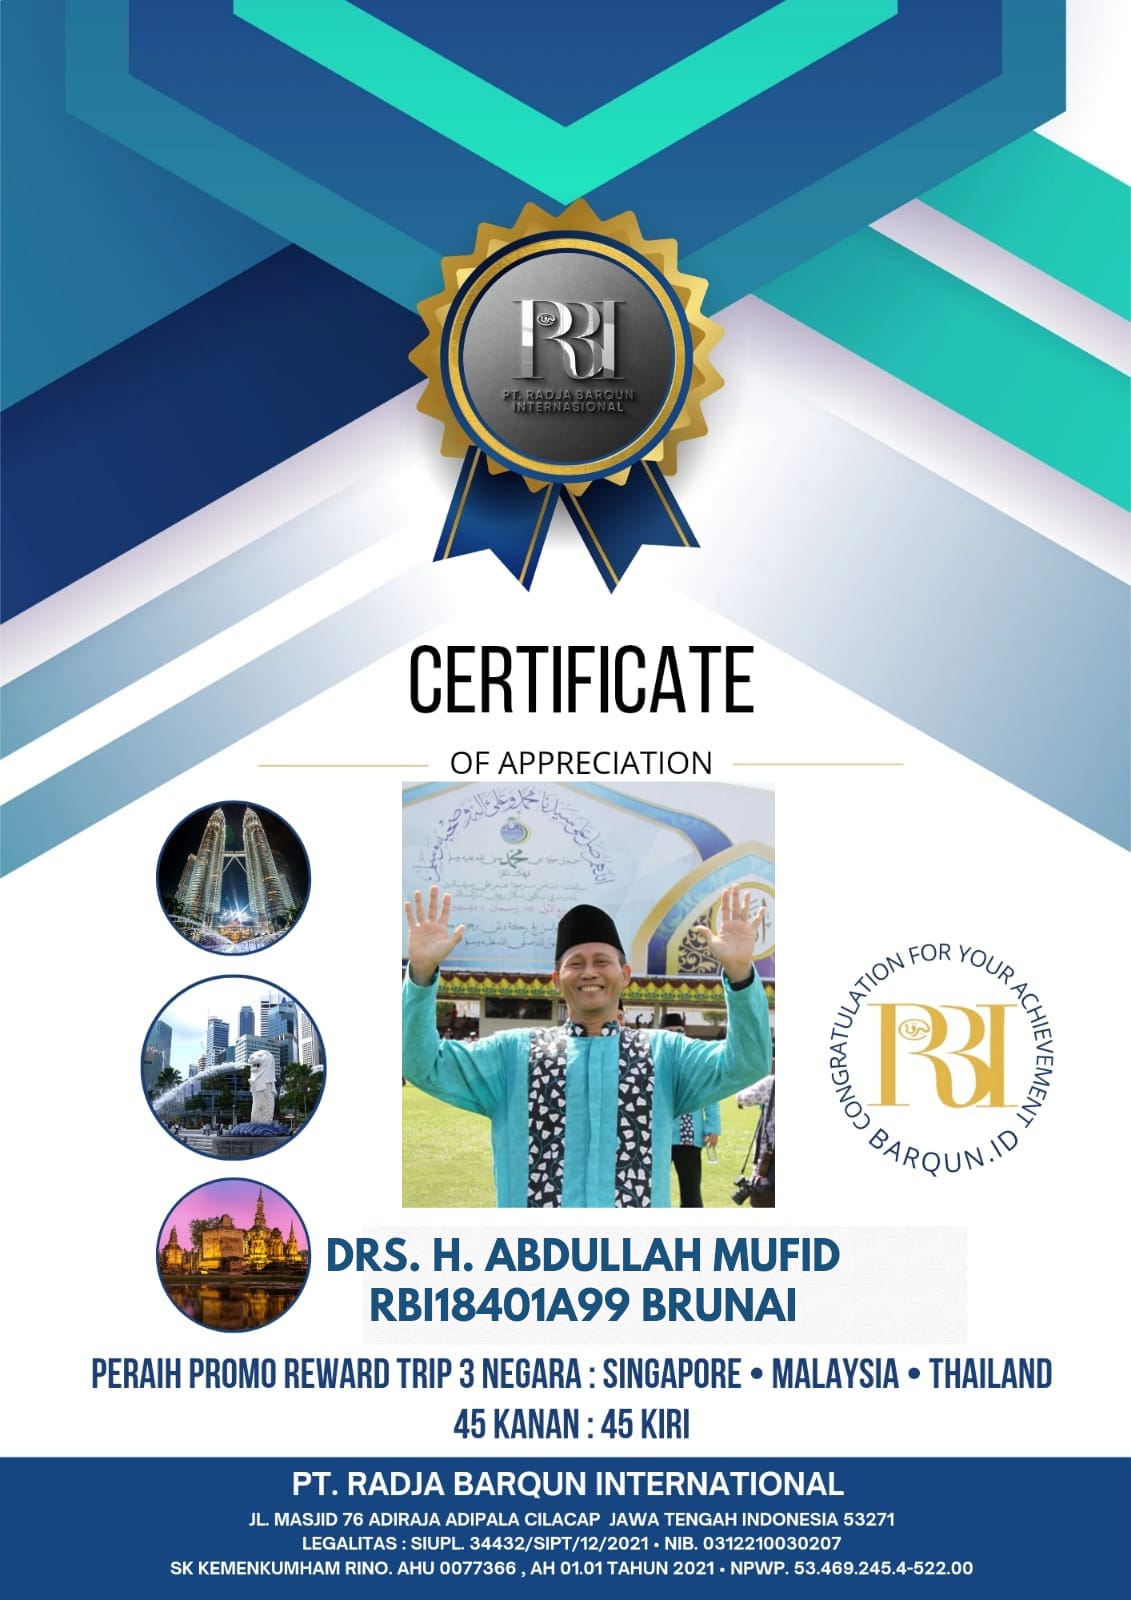 RBI
PT. RADJA BARQUN
INTERNASIONAL
CERTIFICATE
OF APPRECIATION
CONGRATULATION FOR YOUR ACHIEVEMENT
RBI
BARQUN.ID
DRS. H. ABDULLAH MUFID
RBI18401A99 BRUNAI
PERAIH PROMO REWARD TRIP 3 NEGARA : SINGAPORE • MALAYSIA • THAILAND
45 KANAN : 45 KIRI
PT. RADJA BARQUN INTERNATIONAL
JL. MASJID 76 ADIRAJA ADIPALA CILACAP JAWA TENGAH INDONESIA 53271
LEGALITAS : SIUPL. 34432/SIPT/12/2021 • NIB. 0312210030207
SK KEMENKUMHAM RINO. AHU 0077366 , AH 01.01 TAHUN 2021 • NPWP. 53.469.245.4-522.00